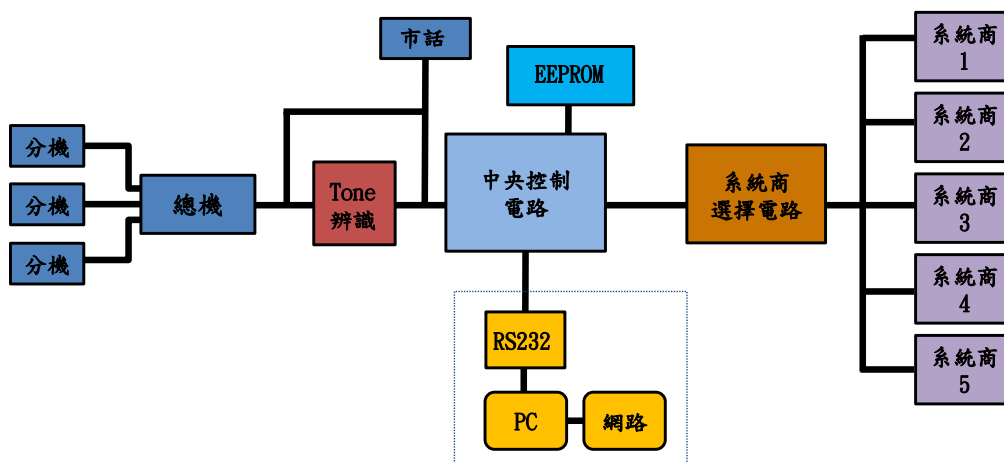 市話
EEPROM
分機
分機
分機
總機
Tone
辨識
中央控制
電路
系統商
選擇電路
系統商
1
系統商
2
系統商
3
系統商
4
系統商
5
RS232
PC
網路